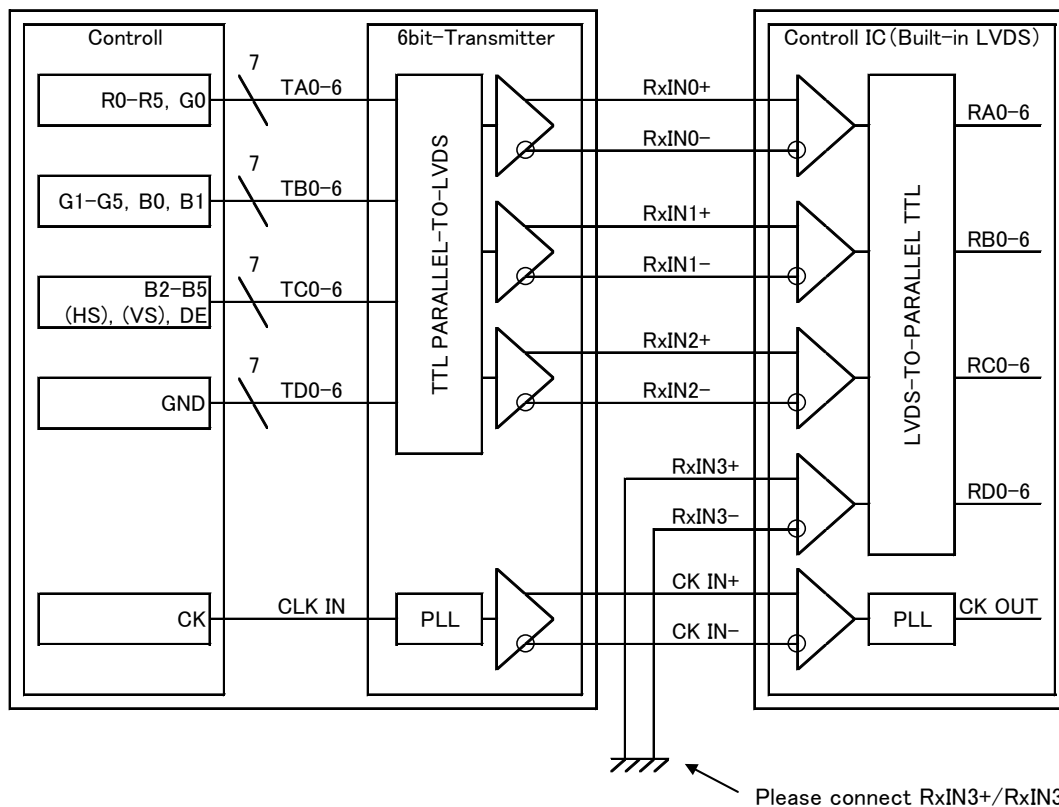 Controll
6bit-Transmitter
Controll IC(Built-in LVDS)
R0-R5, G0
7
TA0-6
RxIN0+
RxIN0-
RA0-6
G1-G5, B0, B1
7
TB0-6
RxIN1+
RxIN1-
RB0-6
B2-B5
(HS), (VS), DE
7
TC0-6
RxIN2+
RxIN2-
RC0-6
GND
7
TD0-6
RxIN3+
RxIN3-
RD0-6
TTL PARALLEL-TO-LVDS
LVDS-TO-PARALLEL TTL
CK
CLK IN
PLL
CK IN+
CK IN-
PLL
CK OUT
Please connect RxIN3+/RxIN3